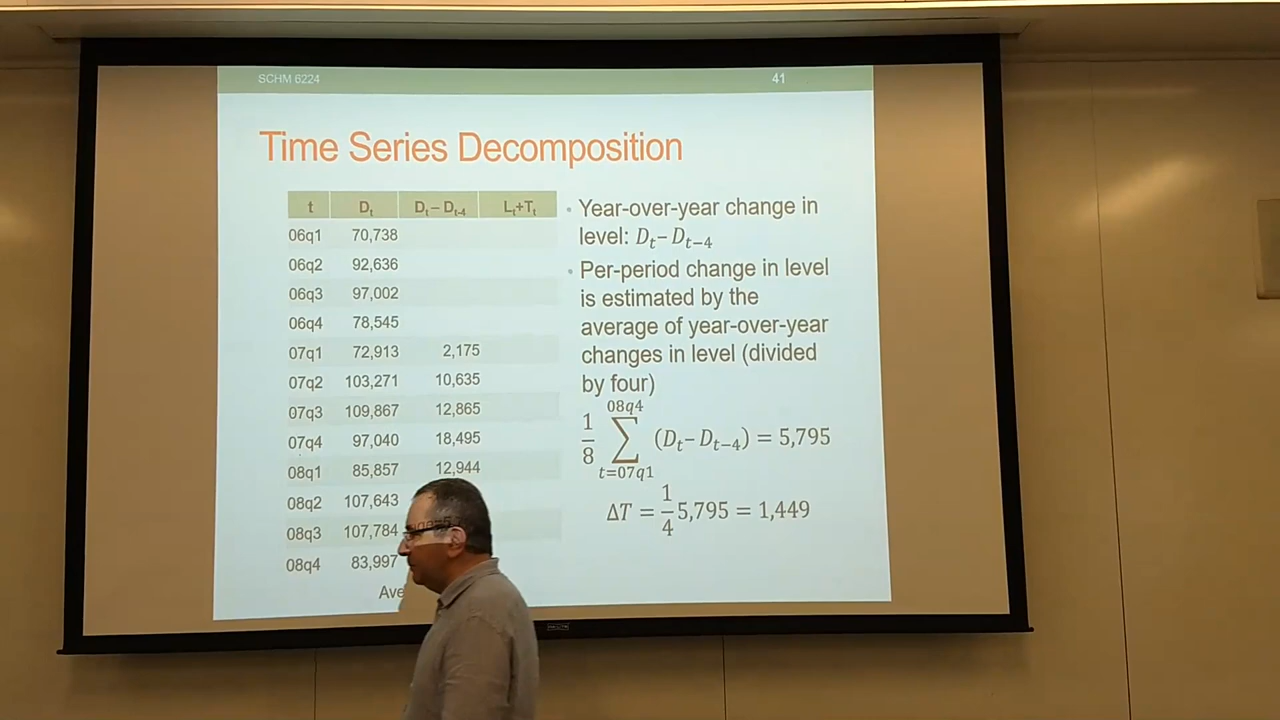 SCHM 6224 41
Time Series Decomposition
t Dₜ Dₜ – Dₜ₋₄ Lₜ+Tₜ
06q1 70,738
06q2 92,636
06q3 97,002
06q4 78,545
07q1 72,913 2,175
07q2 103,271 10,635
07q3 109,867 12,865
07q4 97,040 18,495
08q1 85,857 12,944
08q2 107,643
08q3 107,784
08q4 83,997
• Year-over-year change in
level: Dₜ– Dₜ₋₄
• Per-period change in level
is estimated by the
average of year-over-year
changes in level (divided
by four)
1/8 ∑ t=07q1 08q4 (Dₜ– Dₜ₋₄) = 5,795
ΔT = 1/4 5,795 = 1,449